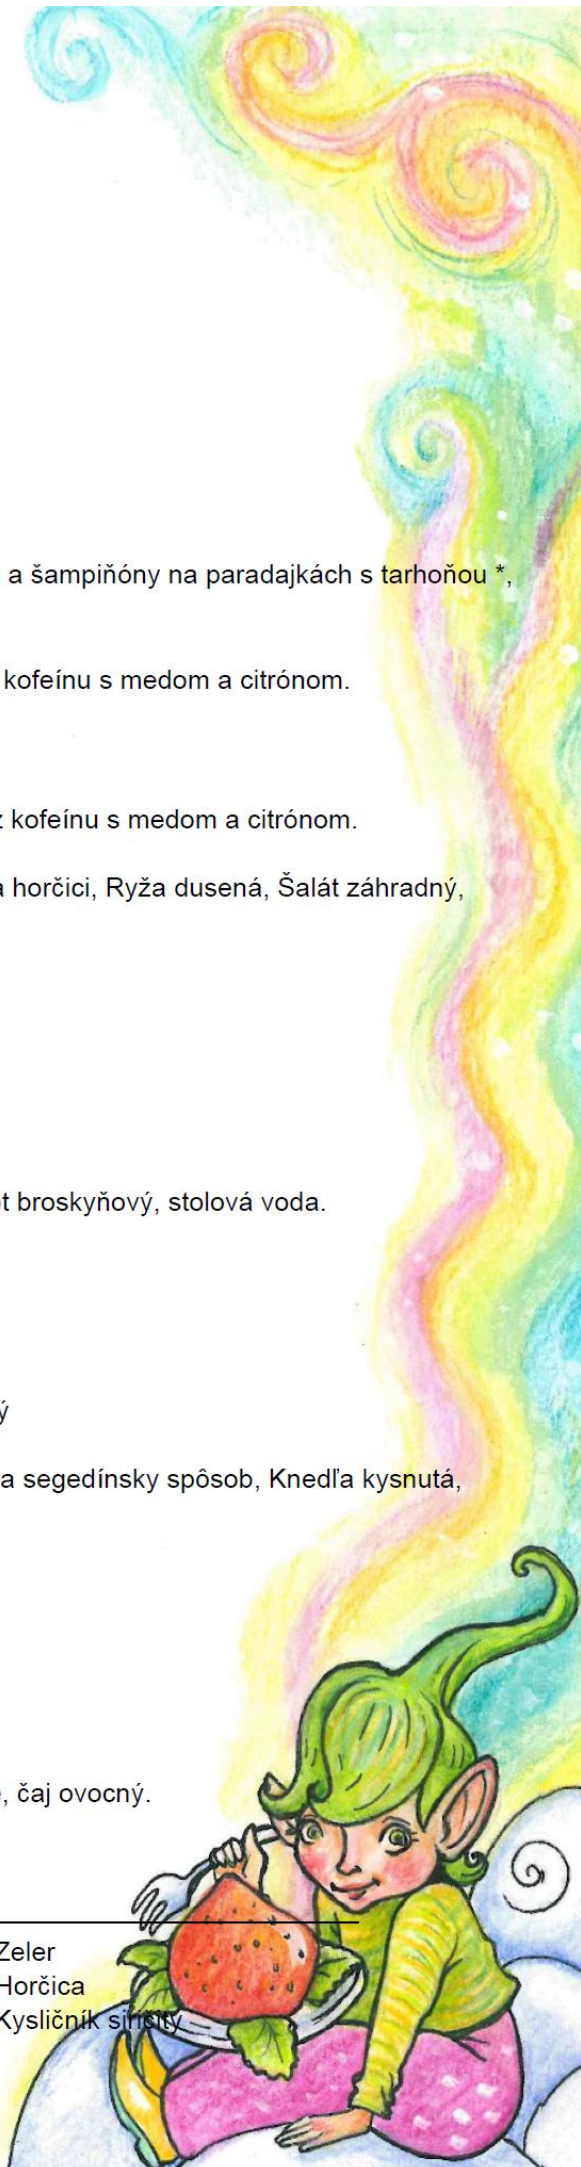 a šampiňóny na paradajkách s tarhoňou *,
kofeínu s medom a citrónom.
z kofeínu s medom a citrónom.
a horčici, Ryža dusená, Šalát záhradný,
t broskyňový, stolová voda.
ý
a segedínsky spôsob, Knedľa kysnutá,
, čaj ovocný.
Zeler
Horčica
Kysličník siričitý